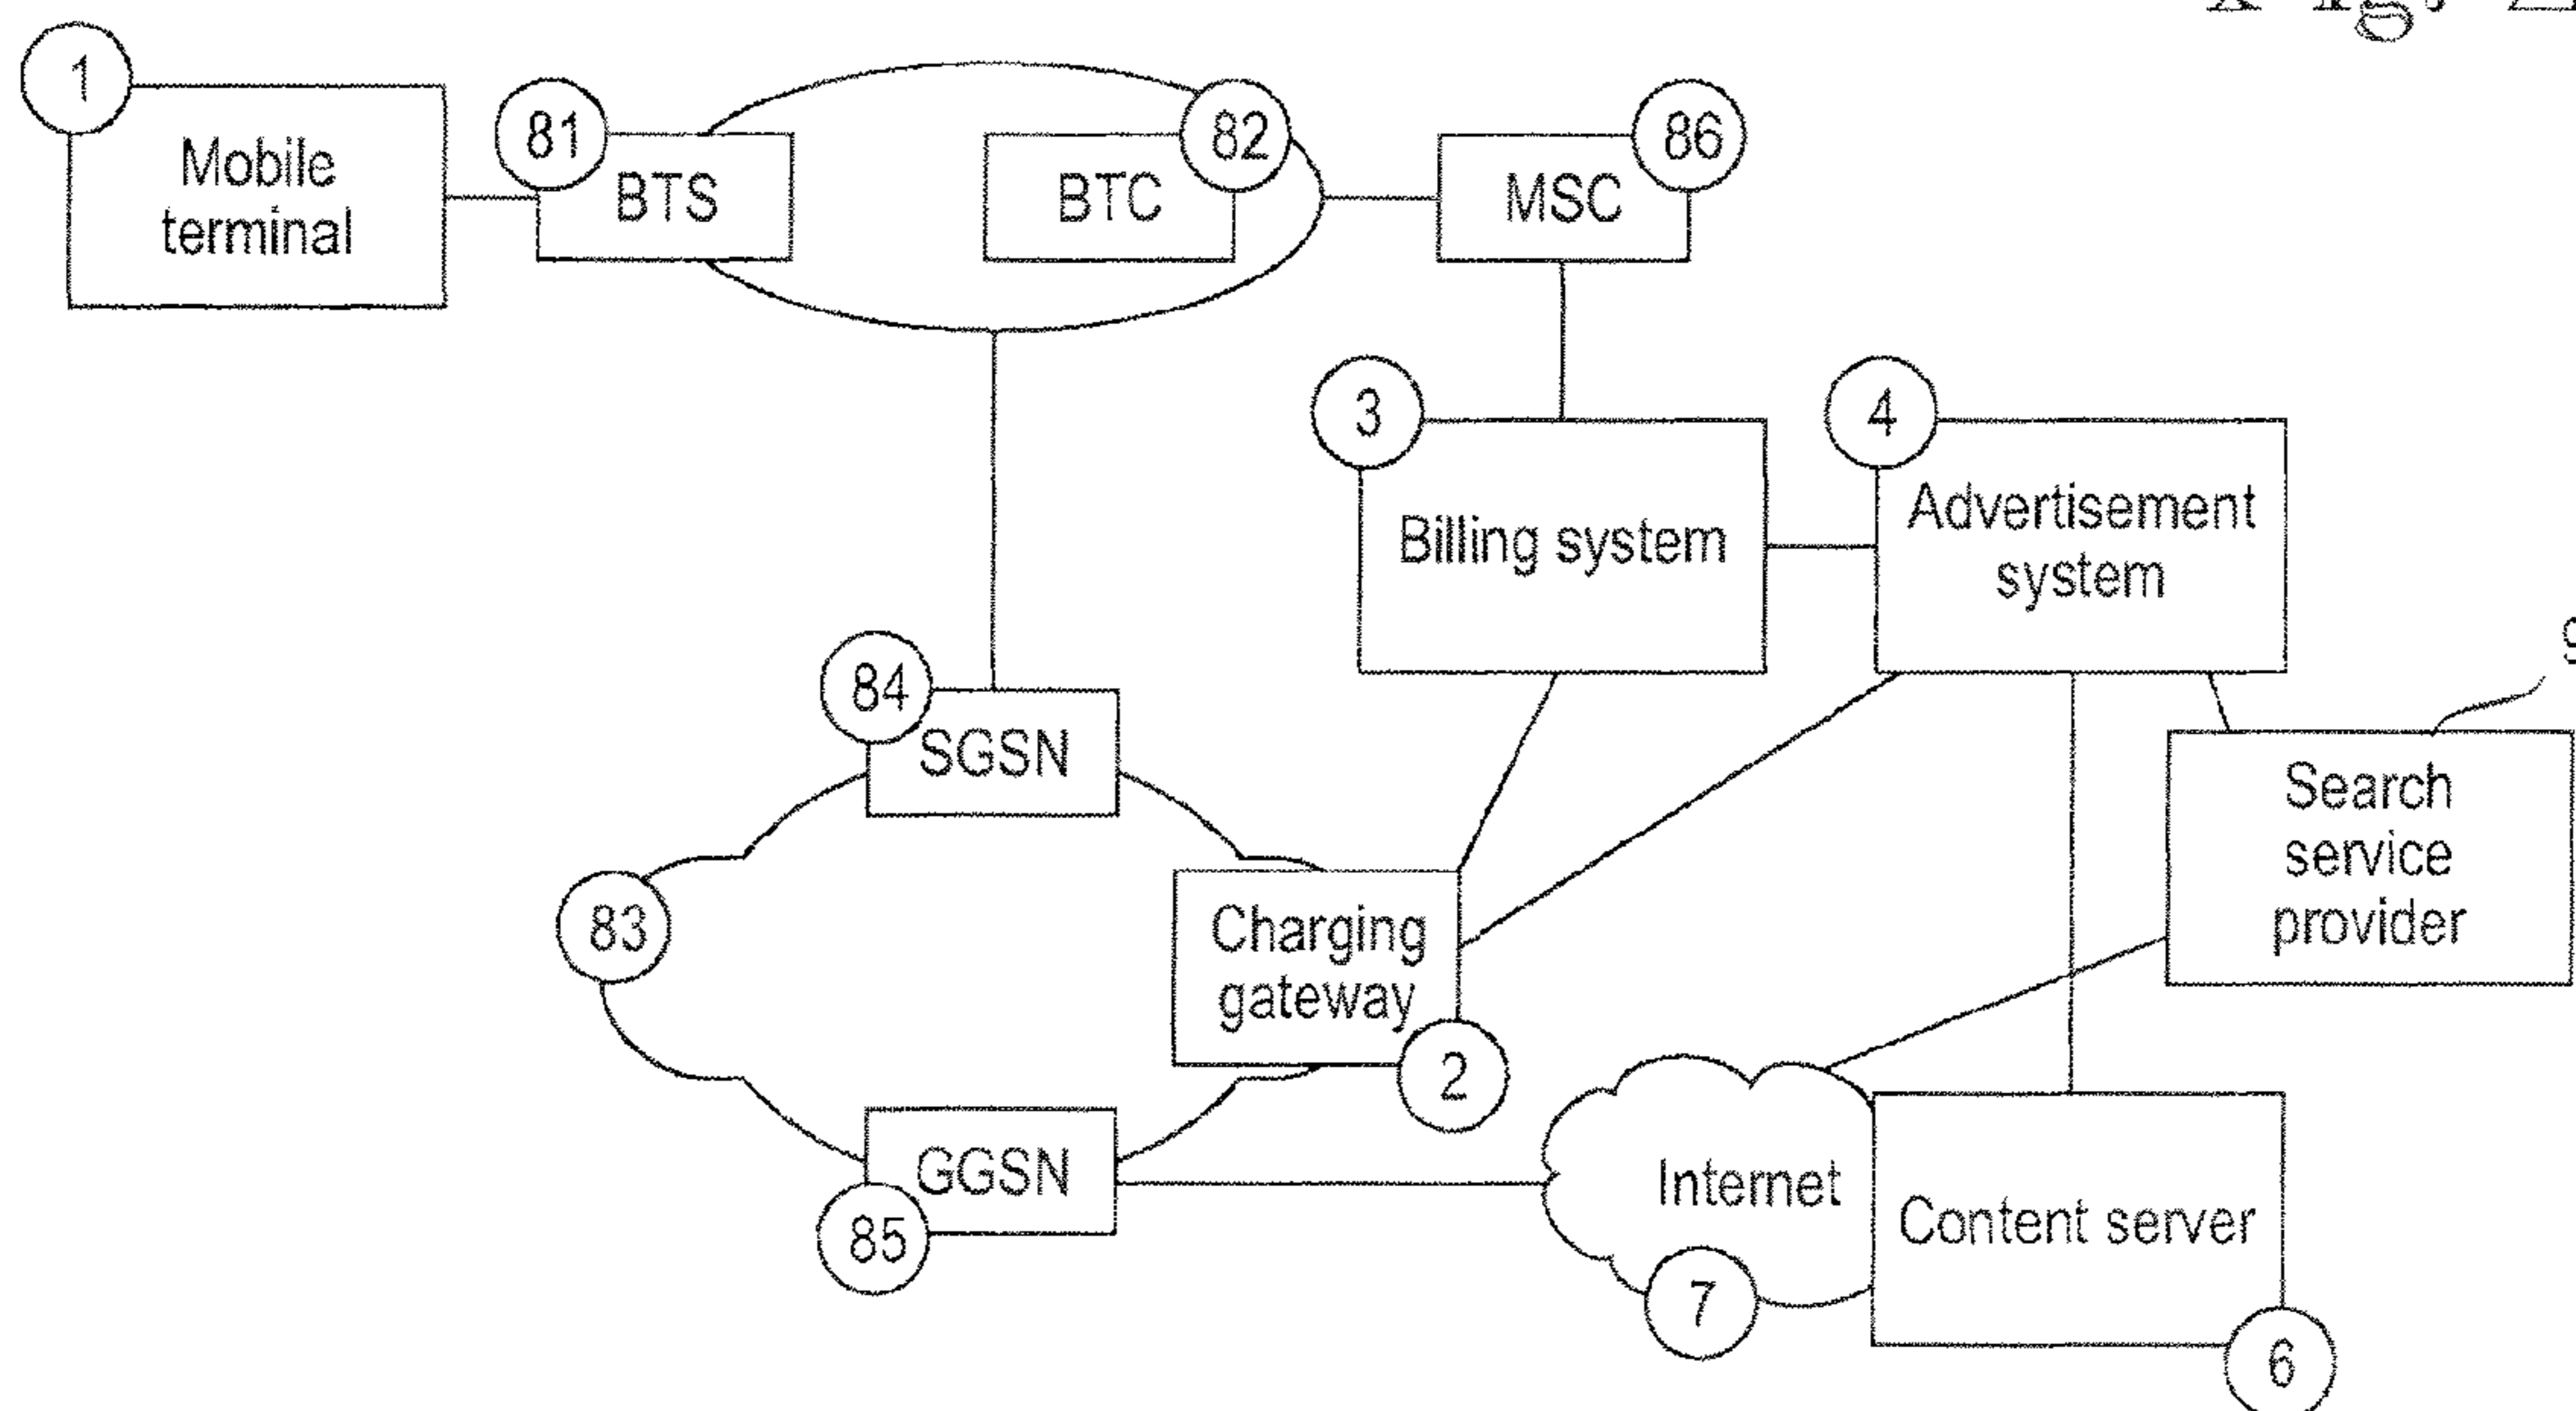 1
Mobile
terminal
81
BTS
82
BTC
86
MSC
3
Billing system
4
Advertisement
system
9
Search
service
provider
84
SGSN
83
Charging
gateway
2
GGSN
85
Internet
7
Content server
6